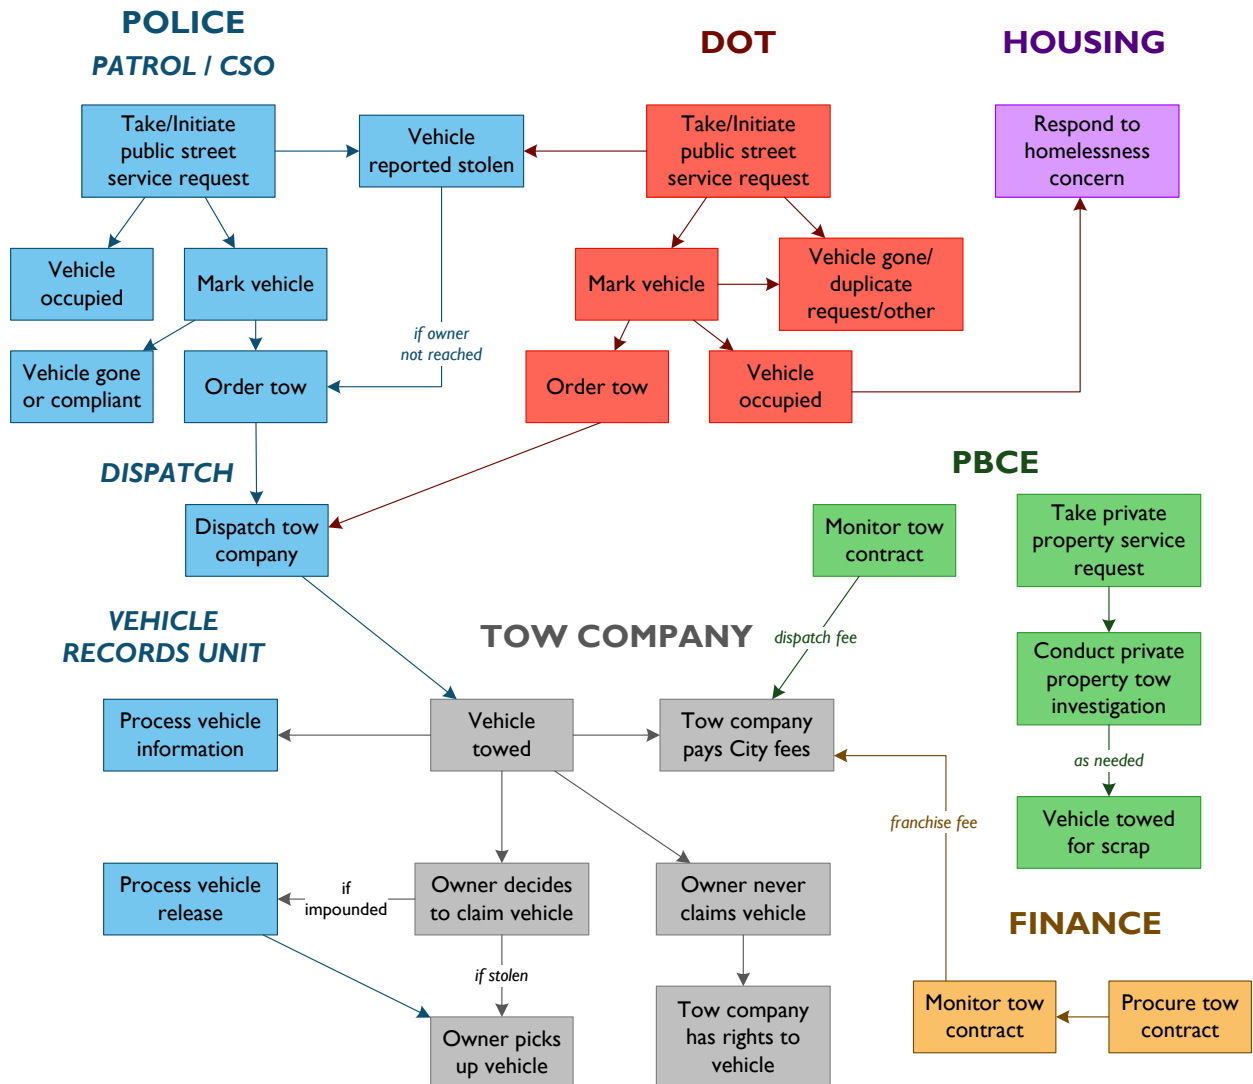 POLICE
PATROL / CSO
DOT
HOUSING
Take/Initiate
public street
service request
Vehicle
reported stolen
Take/Initiate
public street
service request
Respond to
homelessness
concern
Vehicle
occupied
Mark vehicle
if owner
not reached
Mark vehicle
Vehicle gone/
duplicate
request/other
Vehicle gone
or compliant
Order tow
Order tow
Vehicle
occupied
DISPATCH
PBCE
Dispatch tow
company
Monitor tow
contract
Take private
property service
request
VEHICLE
RECORDS UNIT
TOW COMPANY
dispatch fee
Conduct private
property tow
investigation
Process vehicle
information
Vehicle
towed
Tow company
pays City fees
as needed
franchise fee
Vehicle towed
for scrap
Process vehicle
release
if
impounded
Owner decides
to claim vehicle
Owner never
claims vehicle
FINANCE
if stolen
Owner picks
up vehicle
Tow company
has rights to
vehicle
Monitor tow
contract
Procure tow
contract